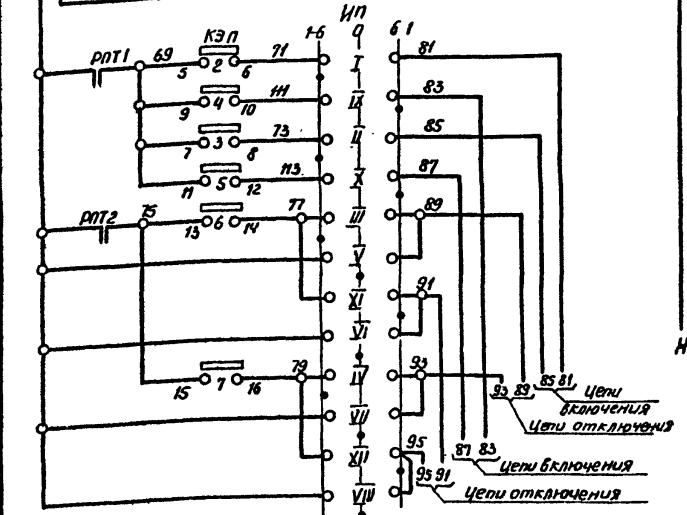 ИП
1-6 0 6 1
КЭП
РПТ1 69 5 2 6 71 I 81
9 4 10 111 IX 83
7 3 8 73 II 85
11 5 12 113 X 87
РПТ2 75 13 6 14 77 III 89
V
XI 91
VI
15 7 16 79 IV 93
93 89 85 81 Цепи
включения
VII
Цепи отключения
XII 95
87 83 Цепи включения
95 91
VIII Цепи отключения